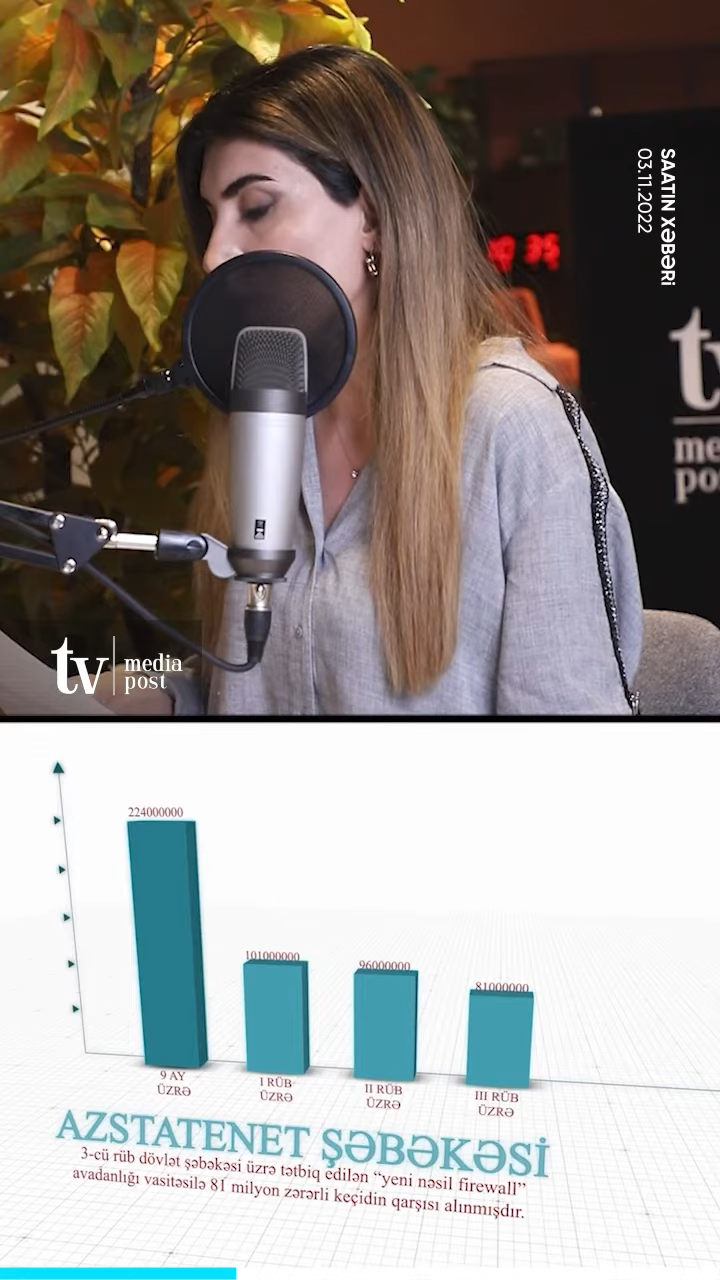 SAATIN XƏBƏRİ
03.11.2022
tv
me
po
tv media
post
224000000
101000000
96000000
81000000
9 AY
ÜZRƏ
I RÜB
ÜZRƏ
II RÜB
ÜZRƏ
III RÜB
ÜZRƏ
AZSTATENET ŞƏBƏKƏSİ
3-cü rüb dövlət şəbəkəsi üzrə tətbiq edilən “yeni nəsil firewall”
avadanlığı vasitəsilə 81 milyon zərərli keçidin qarşısı alınmışdır.